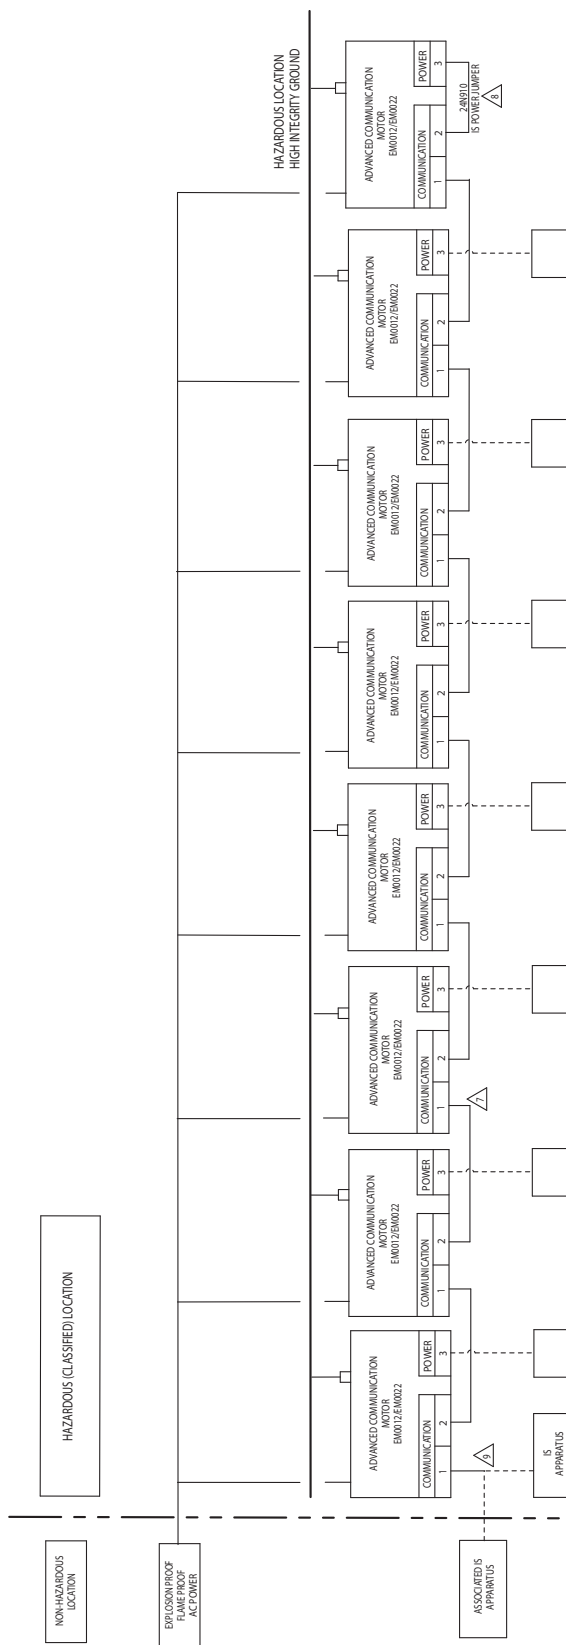 NON-HAZARDOUS
LOCATION
HAZARDOUS (CLASSIFIED) LOCATION
EXPLOSION PROOF
FLAME PROOF
AC POWER
HAZARDOUS LOCATION
HIGH INTEGRITY GROUND
ADVANCED COMMUNICATION
MOTOR
EM0012/EM0022
COMMUNICATION POWER
1 2 3
ADVANCED COMMUNICATION
MOTOR
EM0012/EM0022
COMMUNICATION POWER
1 2 3
ADVANCED COMMUNICATION
MOTOR
EM0012/EM0022
COMMUNICATION POWER
1 2 3
ADVANCED COMMUNICATION
MOTOR
EM0012/EM0022
COMMUNICATION POWER
1 2 3
ADVANCED COMMUNICATION
MOTOR
EM0012/EM0022
COMMUNICATION POWER
1 2 3
ADVANCED COMMUNICATION
MOTOR
EM0012/EM0022
COMMUNICATION POWER
1 2 3
ADVANCED COMMUNICATION
MOTOR
EM0012/EM0022
COMMUNICATION POWER
1 2 3
ADVANCED COMMUNICATION
MOTOR
EM0012/EM0022
COMMUNICATION POWER
1 2 3
ASSOCIATED IS
APPARATUS
9
7
24N910
IS POWER JUMPER
8
IS
APPARATUS